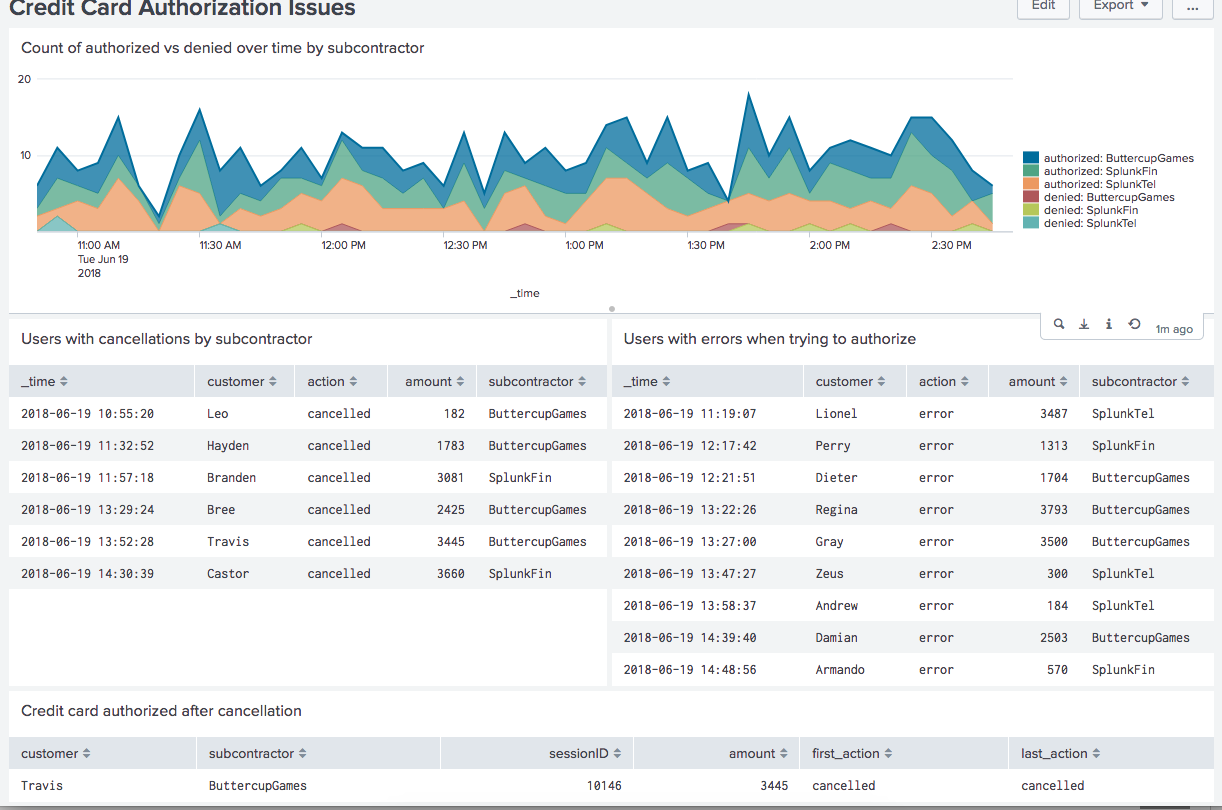 Credit Card Authorization Issues
Edit Export ...
Count of authorized vs denied over time by subcontractor
20
10
authorized: ButtercupGames
authorized: SplunkFin
authorized: SplunkTel
denied: ButtercupGames
denied: SplunkFin
denied: SplunkTel
11:00 AM 11:30 AM 12:00 PM 12:30 PM 1:00 PM 1:30 PM 2:00 PM 2:30 PM
Tue Jun 19
2018
_time
1m ago
Users with cancellations by subcontractor
_time customer action amount subcontractor
2018-06-19 10:55:20 Leo cancelled 182 ButtercupGames
2018-06-19 11:32:52 Hayden cancelled 1783 ButtercupGames
2018-06-19 11:57:18 Branden cancelled 3081 SplunkFin
2018-06-19 13:29:24 Bree cancelled 2425 ButtercupGames
2018-06-19 13:52:28 Travis cancelled 3445 ButtercupGames
2018-06-19 14:30:39 Castor cancelled 3660 SplunkFin
Users with errors when trying to authorize
_time customer action amount subcontractor
2018-06-19 11:19:07 Lionel error 3487 SplunkTel
2018-06-19 12:17:42 Perry error 1313 SplunkFin
2018-06-19 12:21:51 Dieter error 1704 ButtercupGames
2018-06-19 13:22:26 Regina error 3793 ButtercupGames
2018-06-19 13:27:00 Gray error 3500 ButtercupGames
2018-06-19 13:47:27 Zeus error 300 SplunkTel
2018-06-19 13:58:37 Andrew error 184 SplunkTel
2018-06-19 14:39:40 Damian error 2503 ButtercupGames
2018-06-19 14:48:56 Armando error 570 SplunkFin
Credit card authorized after cancellation
customer subcontractor sessionID amount first_action last_action
Travis ButtercupGames 10146 3445 cancelled cancelled